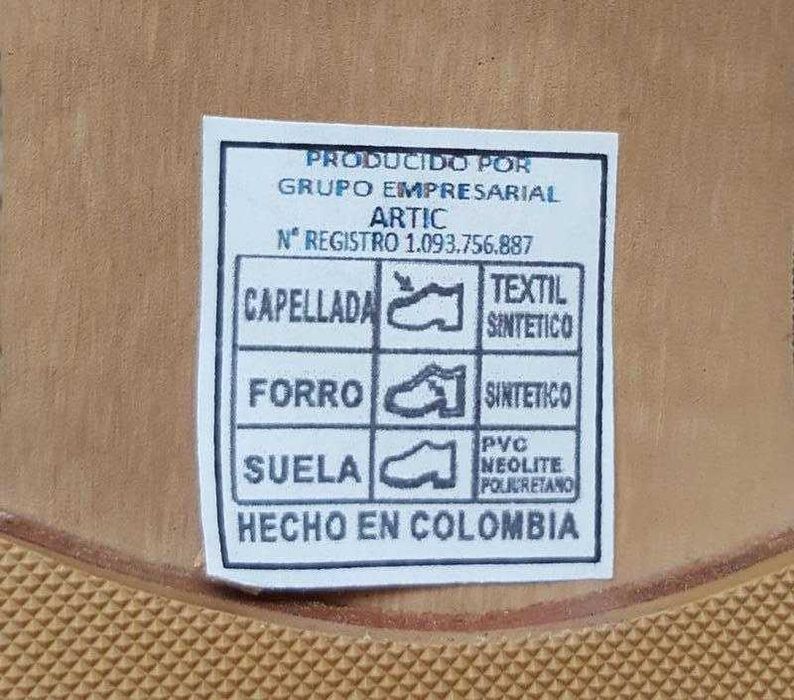 PRODUCIDO POR
GRUPO EMPRESARIAL
ARTIC
N° REGISTRO 1.093.756.887
CAPELLADA
TEXTIL
SINTETICO
FORRO
SINTETICO
SUELA
PVC
NEOLITE
POLIURETANO
HECHO EN COLOMBIA